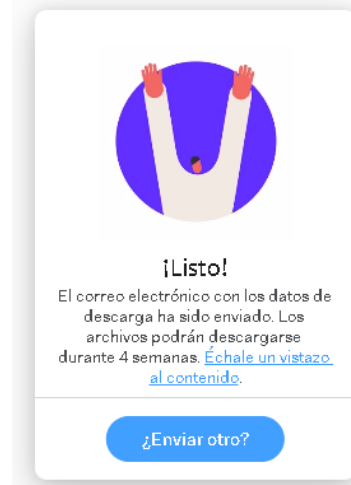 ¡Listo!
El correo electrónico con los datos de
descarga ha sido enviado. Los
archivos podrán descargarse
durante 4 semanas. Échale un vistazo
al contenido.
¿Enviar otro?